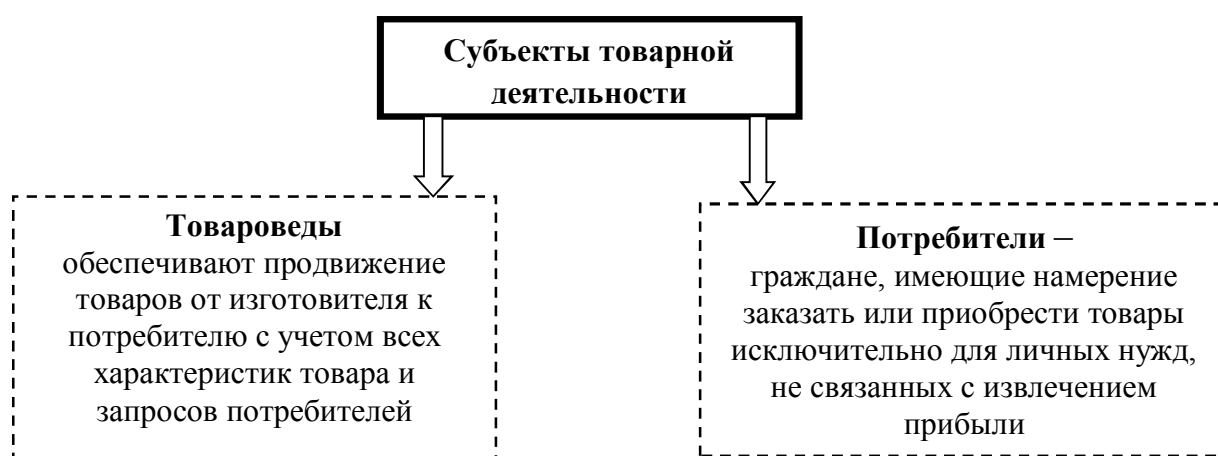 Субъекты товарной
деятельности
Товароведы
обеспечивают продвижение
товаров от изготовителя к
потребителю с учетом всех
характеристик товара и
запросов потребителей
Потребители –
граждане, имеющие намерение
заказать или приобрести товары
исключительно для личных нужд,
не связанных с извлечением
прибыли